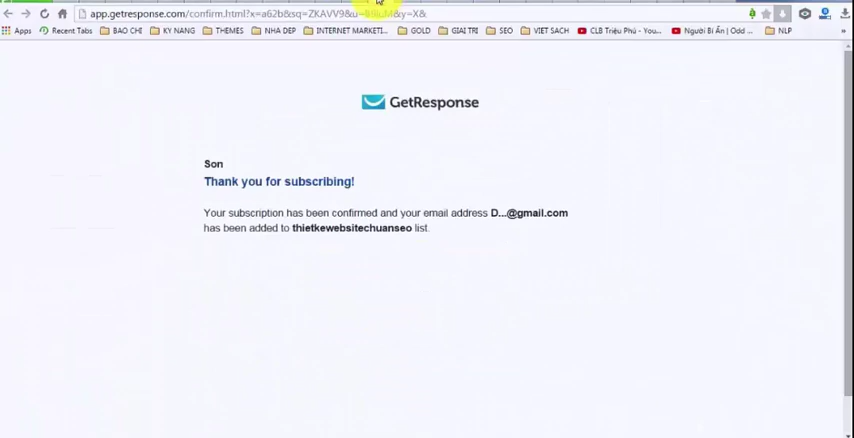 app.getresponse.com/confirm.html?x=a62b&sq=ZKAVV9&u=
Apps Recent Tabs BAO CHI KY NANG THEMES NHA DEP INTERNET MARKETI... GOLD GIAI TRI SEO VIET SACH CLB Triệu Phú - You... Người Bí Ẩn | Odd ... NLP »
GetResponse
Son
Thank you for subscribing!
Your subscription has been confirmed and your email address D...@gmail.com
has been added to thietkewebsitechuanseo list.